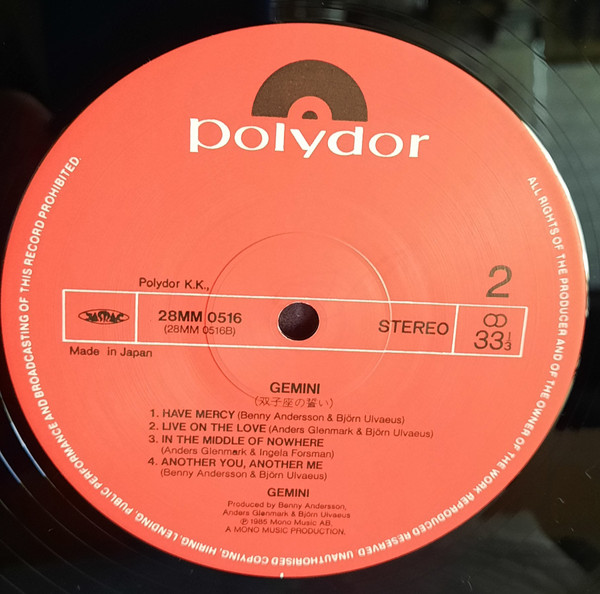 polydor
ALL RIGHTS OF THE PRODUCER AND OF THE OWNER OF THE WORK REPRODUCED RESERVED. UNAUTHORISED COPYING, HIRING, LENDING, PUBLIC PERFORMANCE AND BROADCASTING OF THIS RECORD PROHIBITED.
Polydor K.K.,
2
JASRAC
28MM 0516
(28MM 0516B)
STEREO
33 1/3
Made in Japan
GEMINI
(双子座の誓い)
1. HAVE MERCY (Benny Andersson & Björn Ulvaeus)
2. LIVE ON THE LOVE (Anders Glenmark & Björn Ulvaeus)
3. IN THE MIDDLE OF NOWHERE
(Anders Glenmark & Ingela Forsman)
4. ANOTHER YOU, ANOTHER ME
(Benny Andersson & Björn Ulvaeus)
GEMINI
Produced by Benny Andersson,
Anders Glenmark & Björn Ulvaeus
Ⓟ 1985 Mono Music AB,
A MONO MUSIC PRODUCTION.